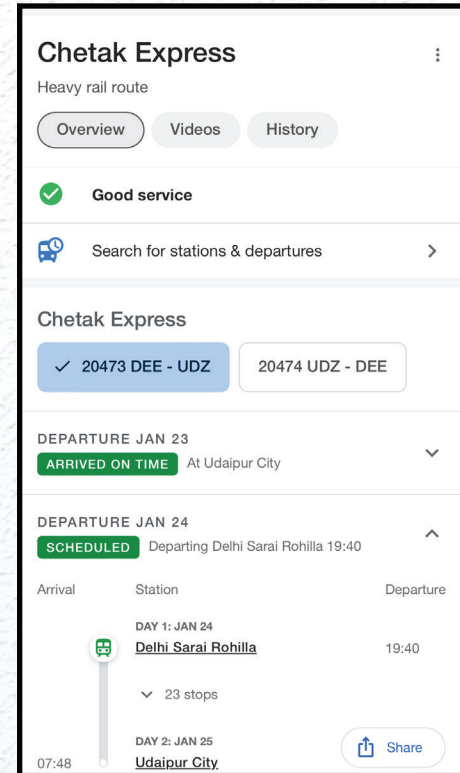 Chetak Express
Heavy rail route
Overview Videos History
Good service
Search for stations & departures
Chetak Express
20473 DEE - UDZ 20474 UDZ - DEE
DEPARTURE JAN 23
ARRIVED ON TIME At Udaipur City
DEPARTURE JAN 24
SCHEDULED Departing Delhi Sarai Rohilla 19:40
Arrival Station Departure
DAY 1: JAN 24
Delhi Sarai Rohilla 19:40
23 stops
DAY 2: JAN 25
Share
07:48 Udaipur City